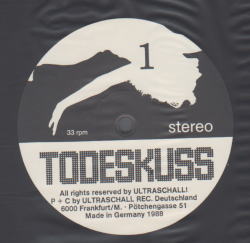 1
33 rpm
stereo
TODESKUSS
All rights reserved by ULTRASCHALL!
P + C by ULTRASCHALL REC. Deutschland
6000 Frankfurt/M. · Pötchengasse 51
Made in Germany 1988